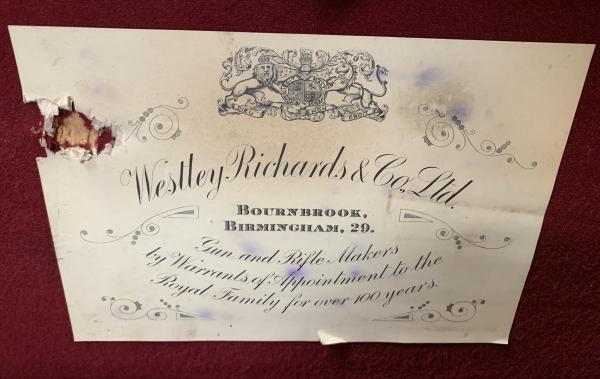 Westley Richards & Co., Ltd.
BOURNBROOK,
BIRMINGHAM, 29.
Gun and Rifle Makers
by Warrants of Appointment to the
Royal Family for over 100 years.